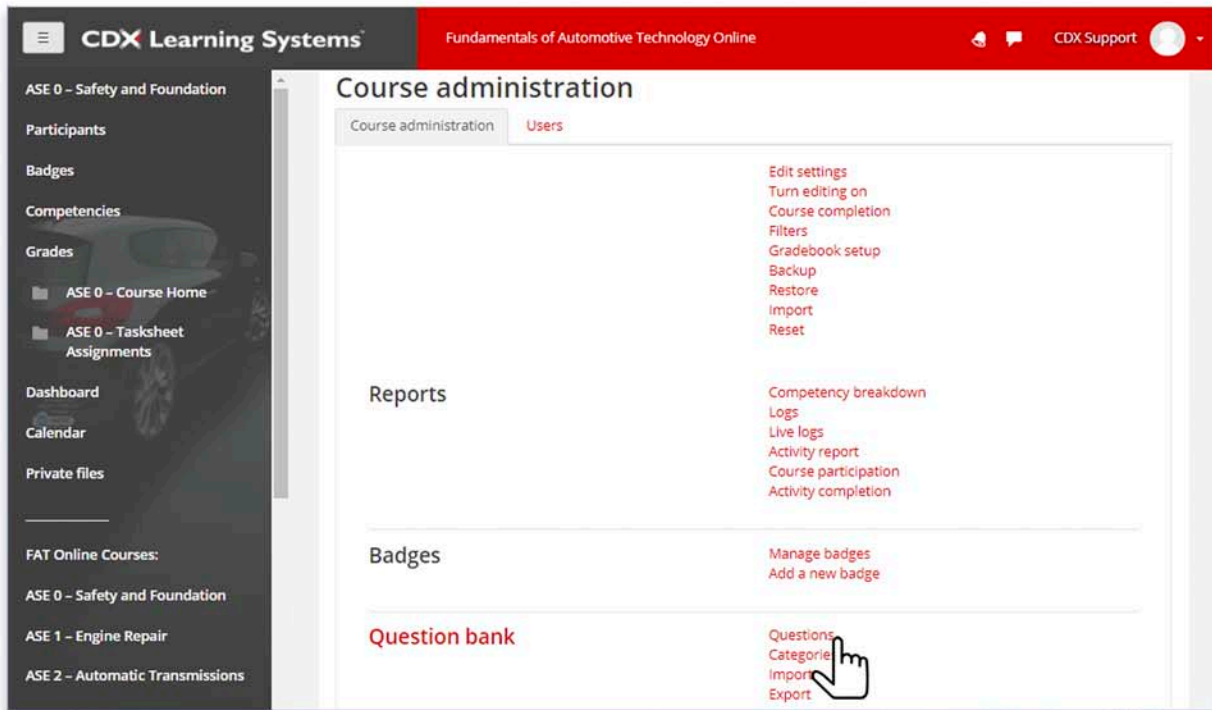 CDX Learning Systems
Fundamentals of Automotive Technology Online
CDX Support
ASE 0 – Safety and Foundation
Participants
Badges
Competencies
Grades
ASE 0 – Course Home
ASE 0 – Tasksheet
Assignments
Dashboard
Calendar
Private files
FAT Online Courses:
ASE 0 – Safety and Foundation
ASE 1 – Engine Repair
ASE 2 – Automatic Transmissions
Course administration
Course administration
Users
Edit settings
Turn editing on
Course completion
Filters
Gradebook setup
Backup
Restore
Import
Reset
Reports
Competency breakdown
Logs
Live logs
Activity report
Course participation
Activity completion
Badges
Manage badges
Add a new badge
Question bank
Questions
Categorie
Import
Export